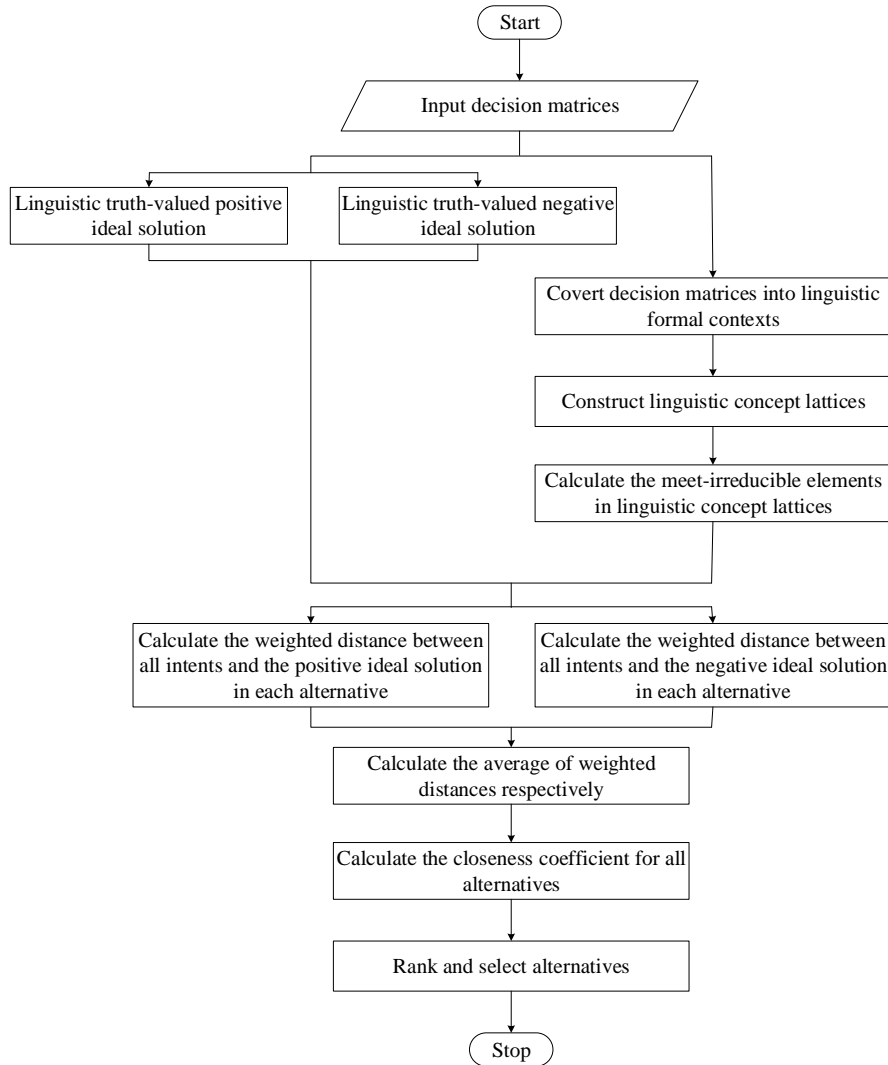 Start
Input decision matrices
Linguistic truth-valued positive
ideal solution
Linguistic truth-valued negative
ideal solution
Covert decision matrices into linguistic
formal contexts
Construct linguistic concept lattices
Calculate the meet-irreducible elements
in linguistic concept lattices
Calculate the weighted distance between
all intents and the positive ideal solution
in each alternative
Calculate the weighted distance between
all intents and the negative ideal solution
in each alternative
Calculate the average of weighted
distances respectively
Calculate the closeness coefficient for all
alternatives
Rank and select alternatives
Stop